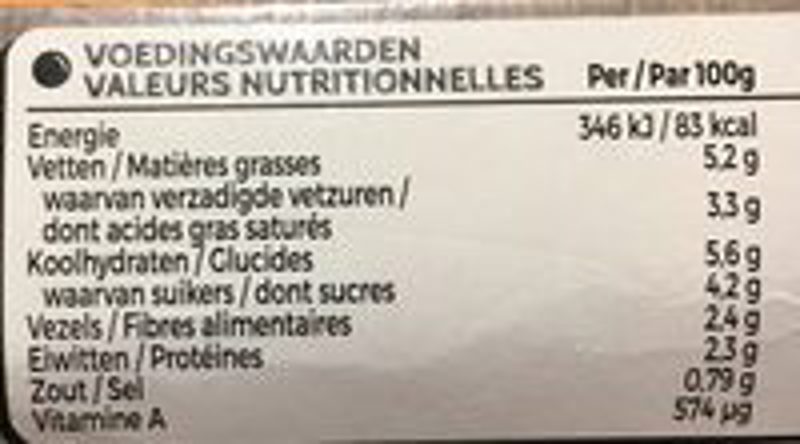 VOEDINGSWAARDEN
VALEURS NUTRITIONNELLES Per/Par 100g
Energie 346 kJ / 83 kcal
Vetten / Matières grasses 5,2 g
waarvan verzadigde vetzuren /
dont acides gras saturés 3,3 g
Koolhydraten / Glucides 5,6 g
waarvan suikers / dont sucres 4,2 g
Vezels / Fibres alimentaires 2,4 g
Eiwitten / Protéines 2,3 g
Zout / Sel 0,79 g
Vitamine A 574 µg